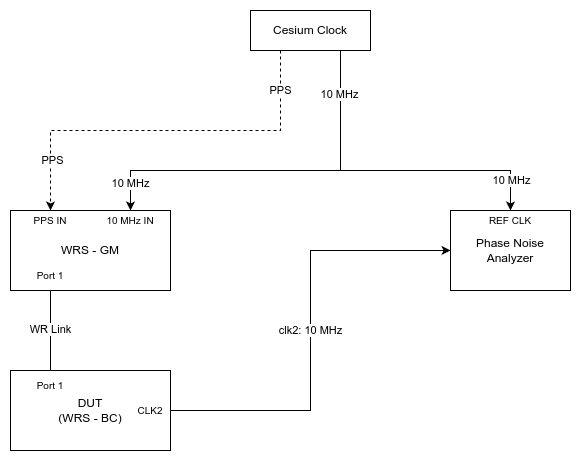 Cesium Clock
PPS
10 MHz
PPS
10 MHz
10 MHz
PPS IN
10 MHz IN
WRS - GM
Port 1
REF CLK
Phase Noise
Analyzer
WR Link
clk2: 10 MHz
Port 1
DUT
(WRS - BC)
CLK2